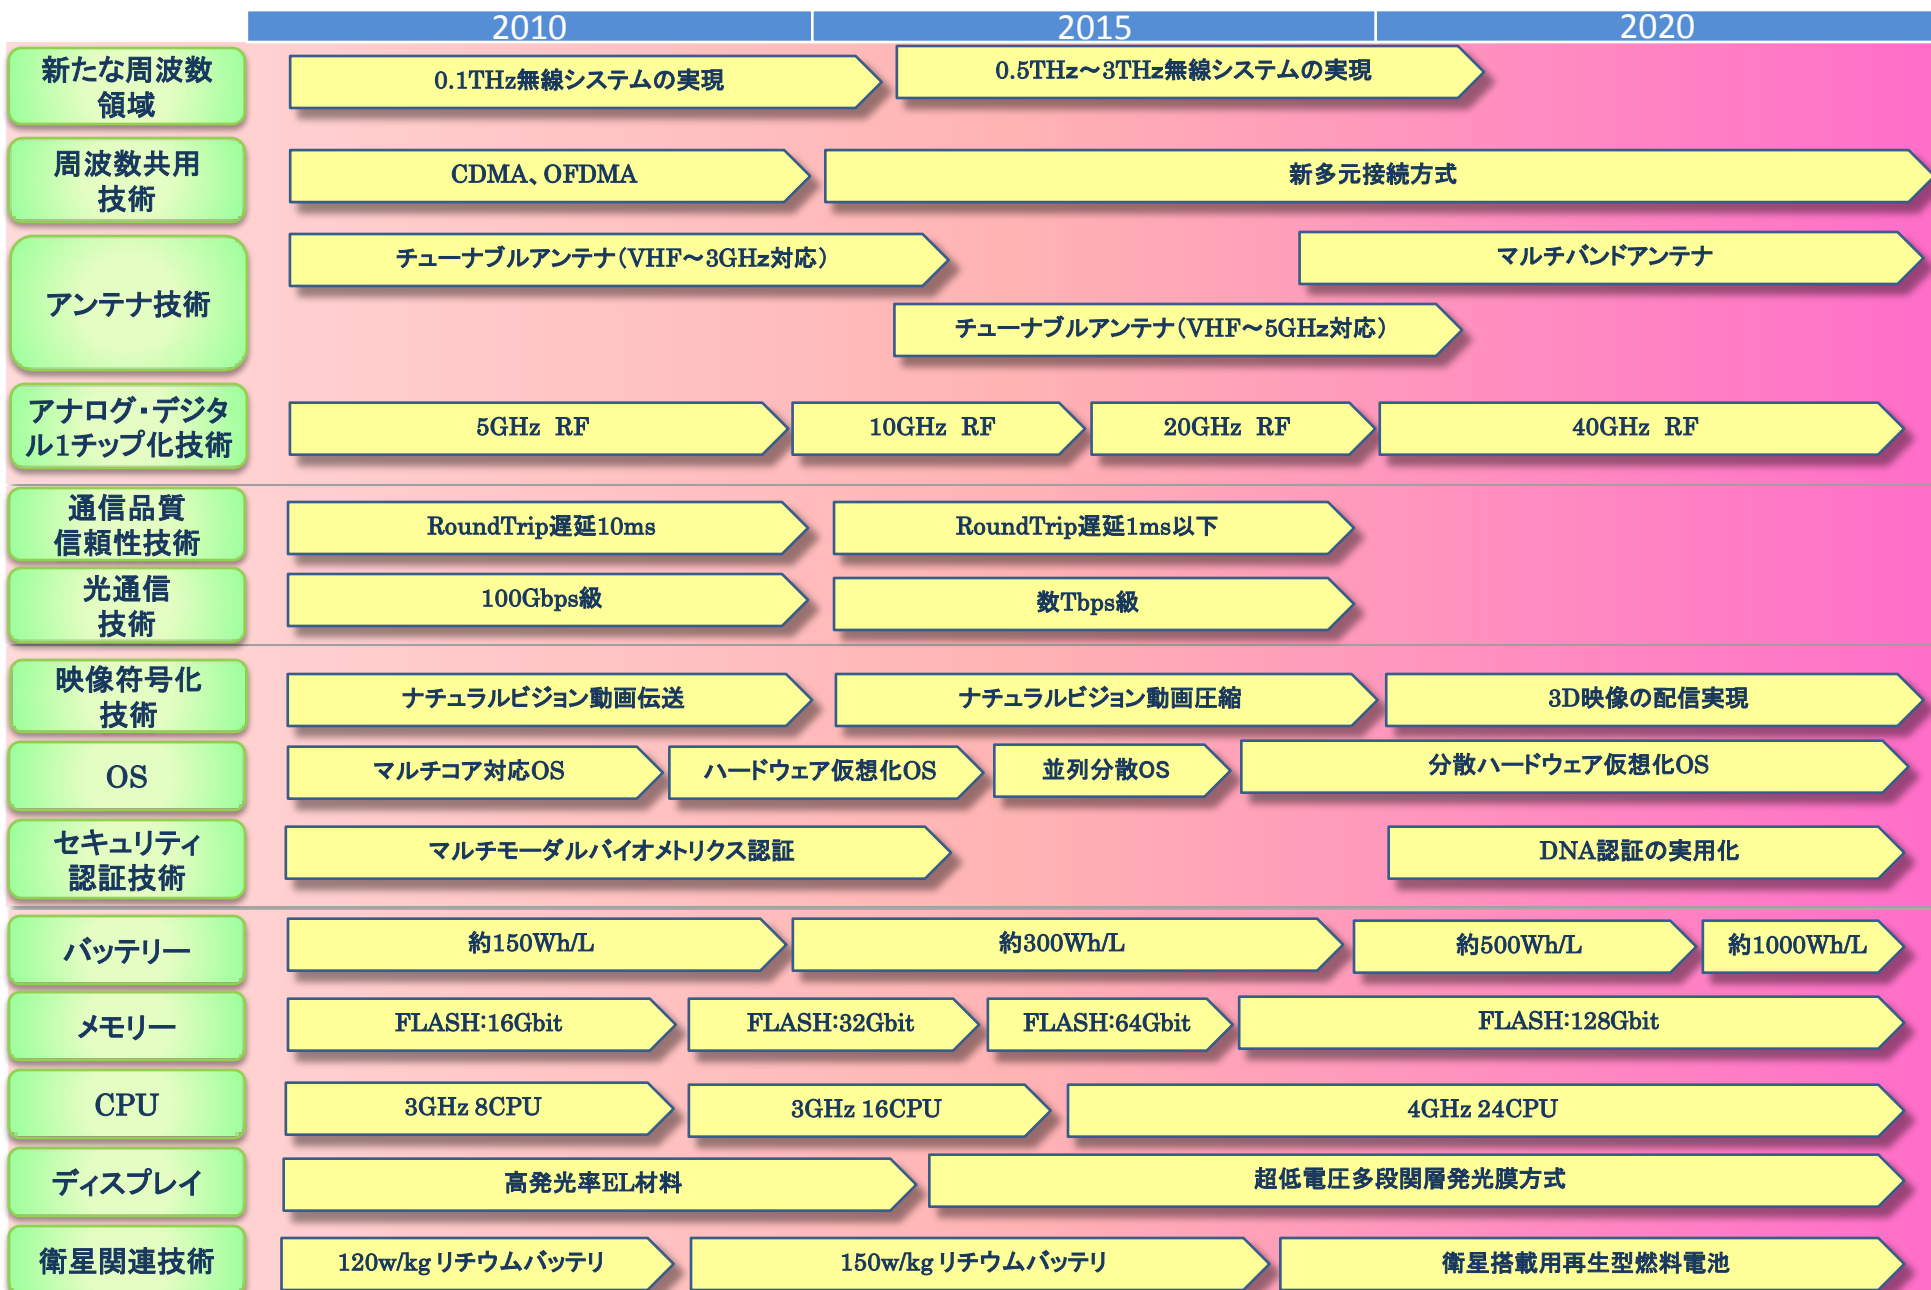 2010
2015
2020
新たな周波数
領域
0.1THz無線システムの実現
0.5THz～3THz無線システムの実現
周波数共用
技術
CDMA、OFDMA
新多元接続方式
アンテナ技術
チューナブルアンテナ（VHF～3GHz対応）
マルチバンドアンテナ
チューナブルアンテナ（VHF～5GHz対応）
アナログ・デジタ
ル1チップ化技術
5GHz RF
10GHz RF
20GHz RF
40GHz RF
通信品質
信頼性技術
RoundTrip遅延10ms
RoundTrip遅延1ms以下
光通信
技術
100Gbps級
数Tbps級
映像符号化
技術
ナチュラルビジョン動画伝送
ナチュラルビジョン動画圧縮
3D映像の配信実現
OS
マルチコア対応OS
ハードウェア仮想化OS
並列分散OS
分散ハードウェア仮想化OS
セキュリティ
認証技術
マルチモーダルバイオメトリクス認証
DNA認証の実用化
バッテリー
約150Wh/L
約300Wh/L
約500Wh/L
約1000Wh/L
メモリー
FLASH:16Gbit
FLASH:32Gbit
FLASH:64Gbit
FLASH:128Gbit
CPU
3GHz 8CPU
3GHz 16CPU
4GHz 24CPU
ディスプレイ
高発光率EL材料
超低電圧多段関層発光膜方式
衛星関連技術
120w/kg リチウムバッテリ
150w/kg リチウムバッテリ
衛星搭載用再生型燃料電池